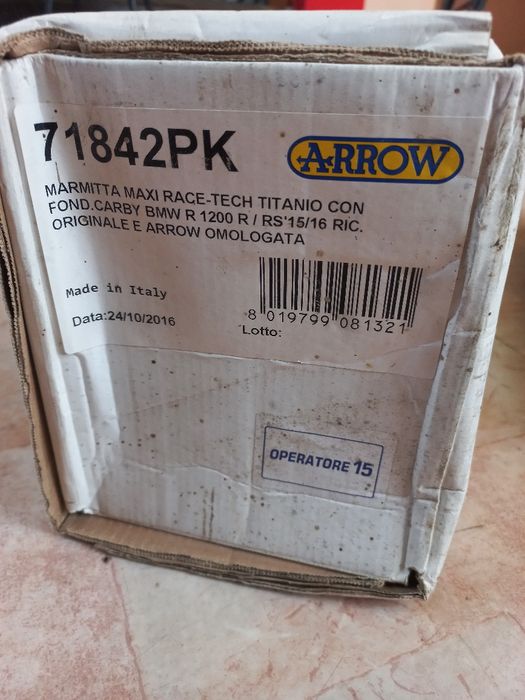 71842PK
ARROW
MARMITTA MAXI RACE-TECH TITANIO CON
FOND.CARBY BMW R 1200 R / RS'15/16 RIC.
ORIGINALE E ARROW OMOLOGATA
Made in Italy
Data:24/10/2016
8 019799 081321
Lotto:
OPERATORE 15